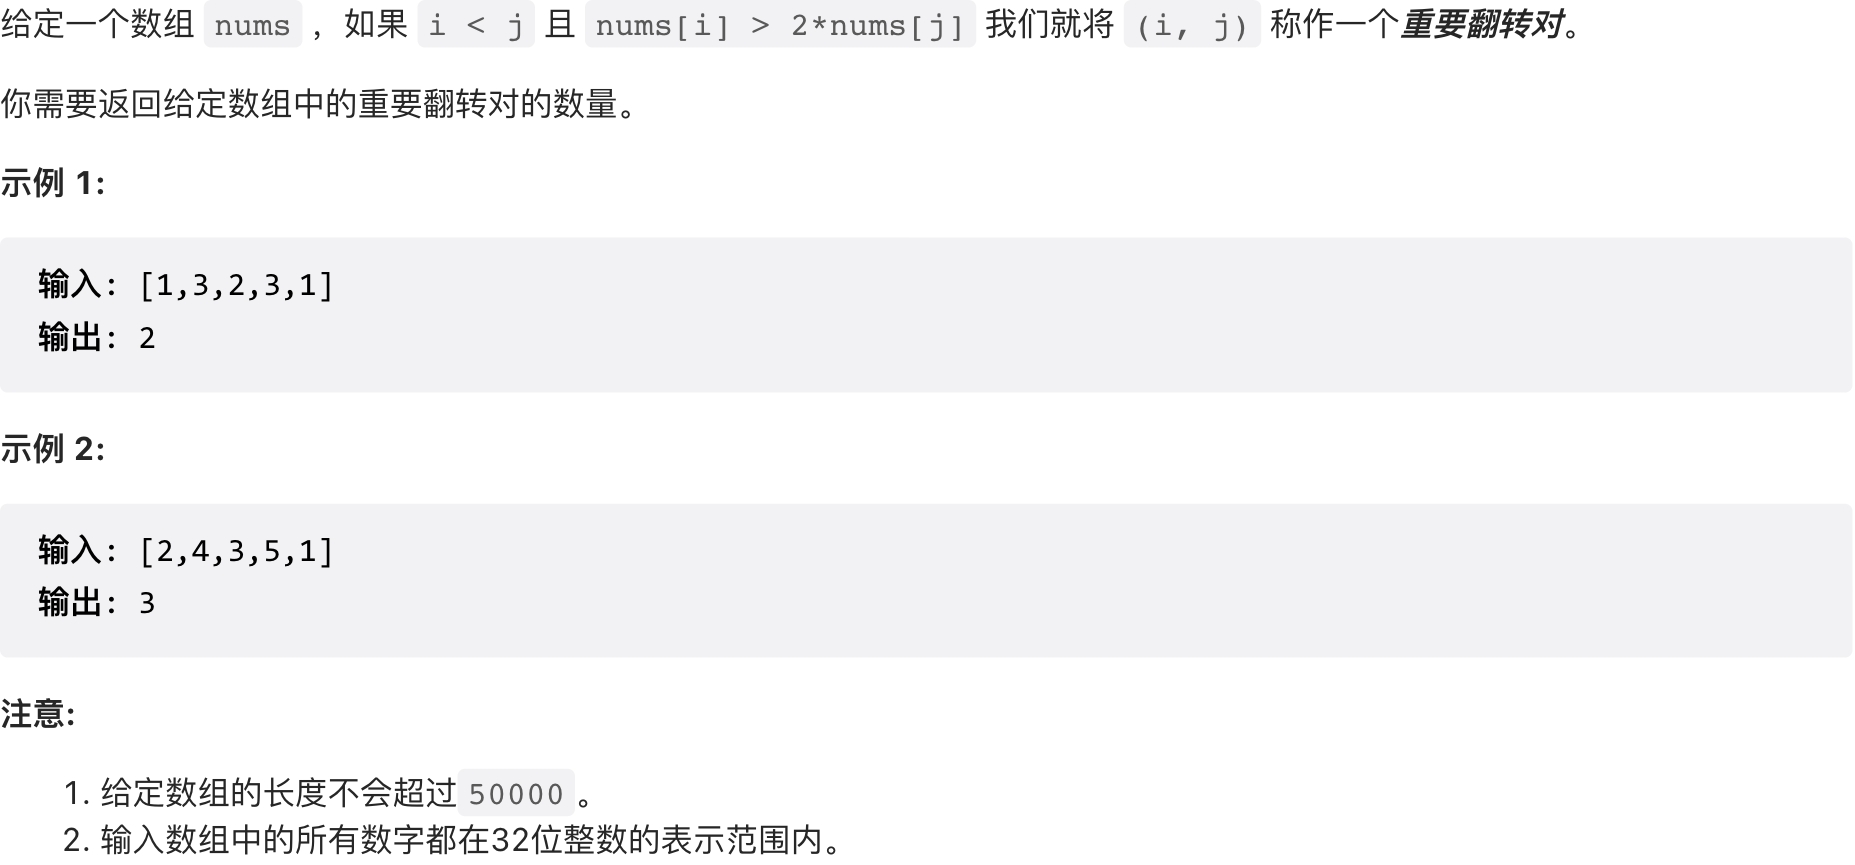 给定一个数组 nums ，如果 i < j 且 nums[i] > 2*nums[j] 我们就将 (i, j) 称作一个重要翻转对。
你需要返回给定数组中的重要翻转对的数量。
示例 1:
输入: [1,3,2,3,1]
输出: 2
示例 2:
输入: [2,4,3,5,1]
输出: 3
注意:
1. 给定数组的长度不会超过50000。
2. 输入数组中的所有数字都在32位整数的表示范围内。